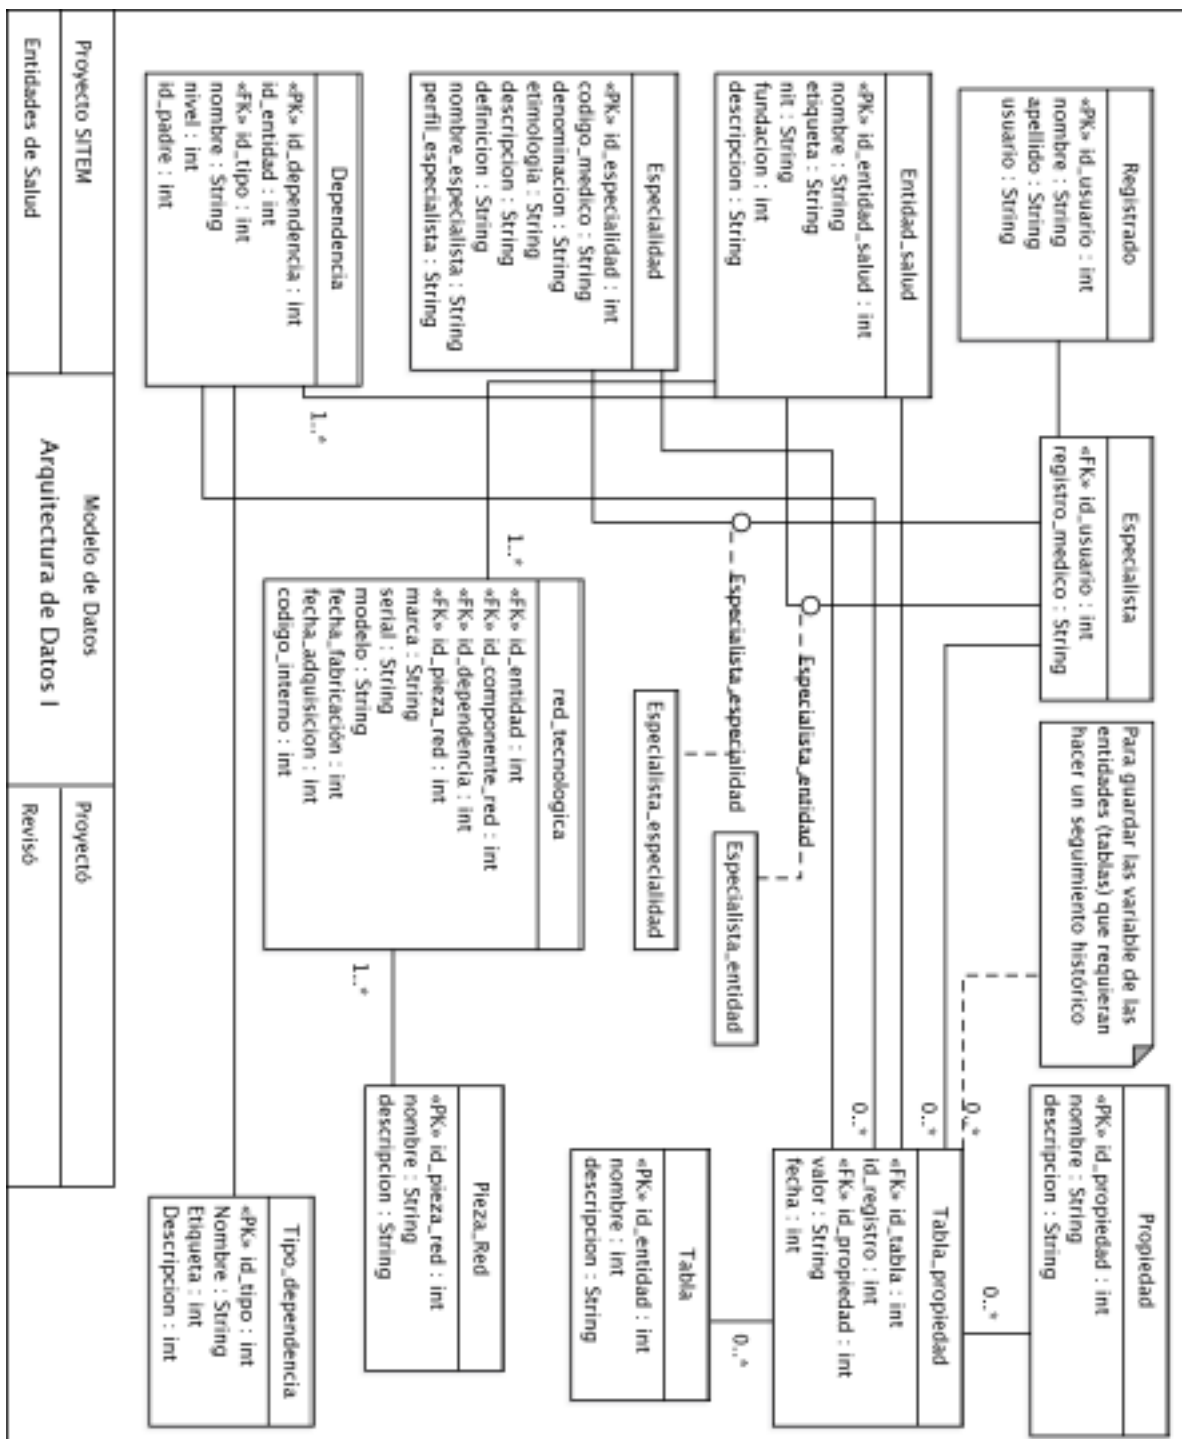 Registrado
«PK» id_usuario : int
nombre : String
apellido : String
usuario : String
Especialista
«FK» id_usuario : int
registro_medico : String
Para guardar las variable de las
entidades (tablas) que requieran
hacer un seguimiento histórico
Propiedad
«PK» id_propiedad : int
nombre : String
descripcion : String
Entidad_salud
«PK» id_entidad_salud : int
nombre : String
etiqueta : String
nit : String
fundacion : int
descripcion : String
Especialista_entidad
Especialista_entidad
Especialista_especialidad
Especialista_especialidad
0..*
0..*
0..*
0..*
Tabla_propiedad
«FK» id_tabla : int
id_registro : int
«FK» id_propiedad : int
valor : String
fecha : int
0..*
Especialidad
«PK» id_especialidad : int
codigo_medico : String
denominacion : String
etimologia : String
descripcion : String
definicion : String
nombre_especialista : String
perfil_especialista : String
Tabla
«PK» id_entidad : int
nombre : int
descripcion : String
1..*
red_tecnologica
«FK» id_entidad : int
«FK» id_componente_red : int
«FK» id_dependencia : int
«FK» id_pieza_red : int
marca : String
serial : String
modelo : String
fecha_fabricación : int
fecha_adquisicion : int
codigo_interno : int
1..*
Pieza_Red
«PK» id_pieza_red : int
nombre : String
descripcion : String
Dependencia
«PK» id_dependencia : int
id_entidad : int
«FK» id_tipo : int
nombre : String
nivel : int
id_padre : int
1..*
Tipo_dependencia
«PK» id_tipo : int
Nombre : String
Etiqueta : int
Descripcion : int
Proyecto SITEM
Entidades de Salud
Modelo de Datos
Arquitectura de Datos I
Proyectó
Revisó